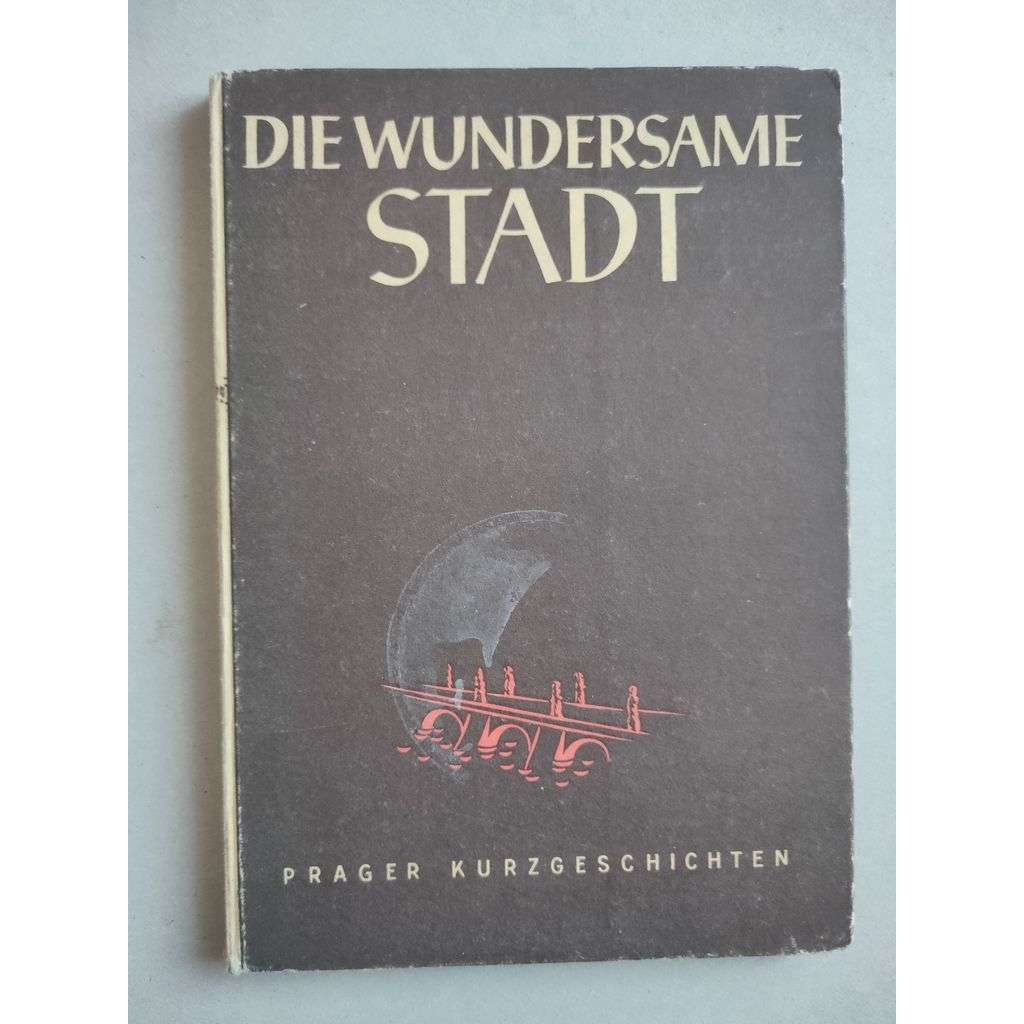 DIE WUNDERSAME
STADT
PRAGER KURZGESCHICHTEN